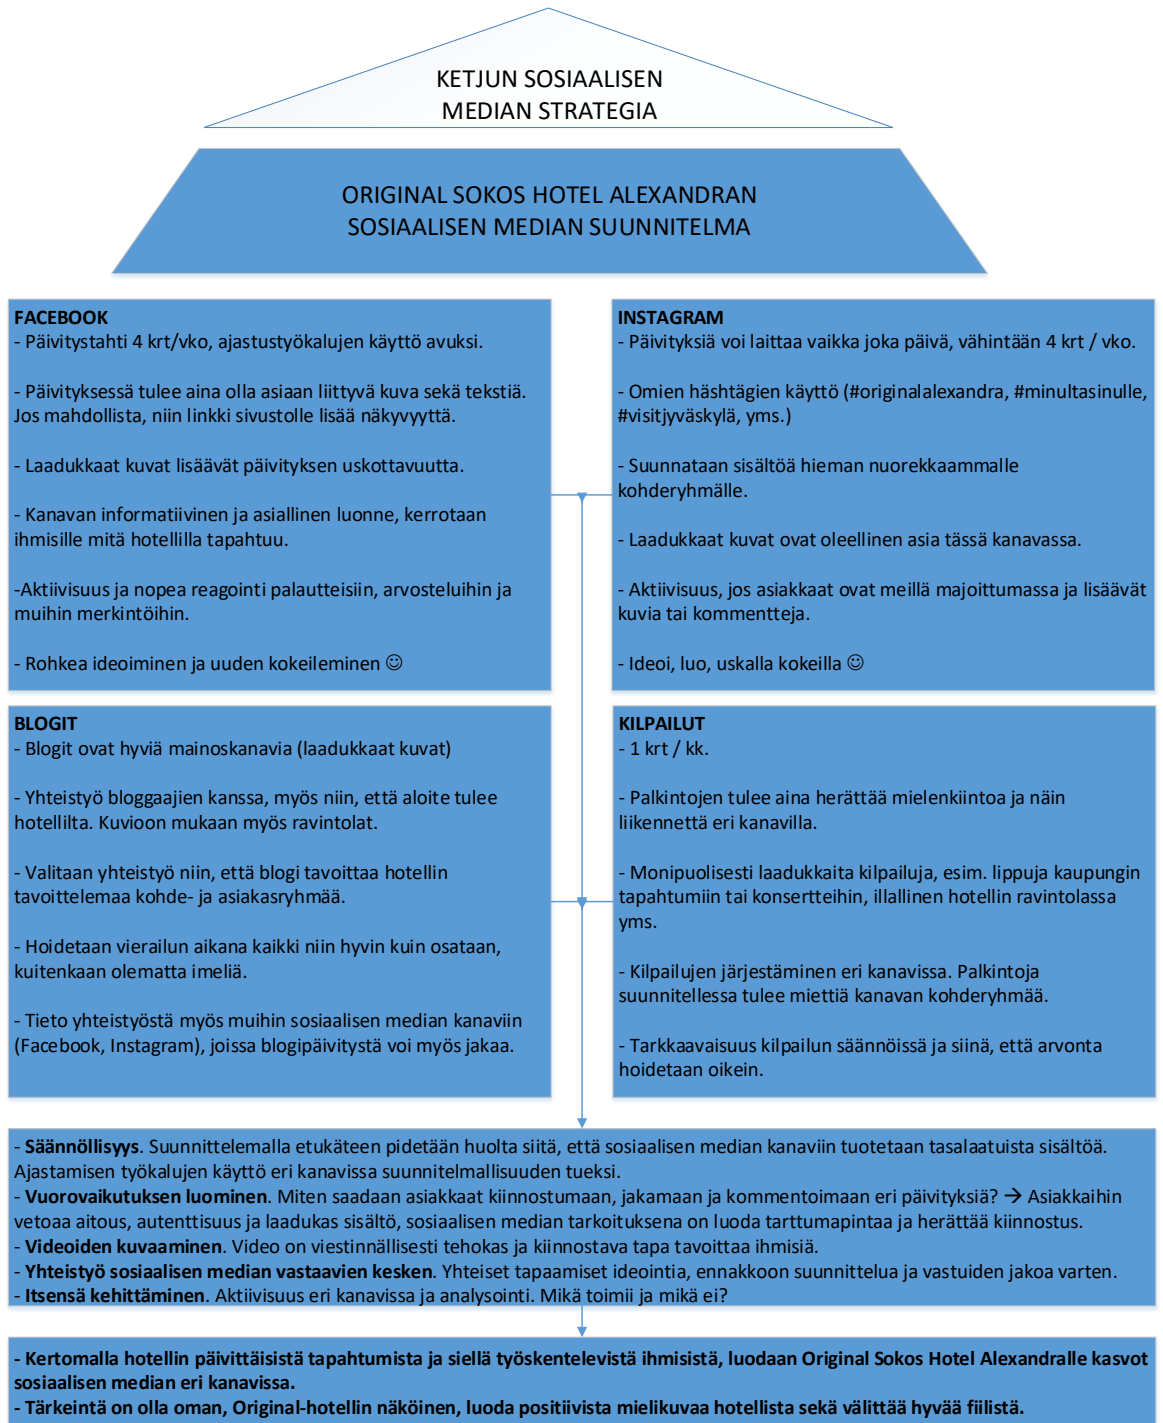 KETJUN SOSIAALISEN
MEDIAN STRATEGIA
ORIGINAL SOKOS HOTEL ALEXANDRAN
SOSIAALISEN MEDIAN SUUNNITELMA
FACEBOOK
- Päivitystahti 4 krt/vko, ajastustyökalujen käyttö avuksi.
- Päivityksessä tulee aina olla asiaan liittyvä kuva sekä tekstiä.
Jos mahdollista, niin linkki sivustolle lisää näkyvyyttä.
- Laadukkaat kuvat lisäävät päivityksen uskottavuutta.
- Kanavan informatiivinen ja asiallinen luonne, kerrotaan
ihmisille mitä hotellilla tapahtuu.
-Aktiivisuus ja nopea reagointi palautteisiin, arvosteluihin ja
muihin merkintöihin.
- Rohkea ideoiminen ja uuden kokeileminen ☺
INSTAGRAM
- Päivityksiä voi laittaa vaikka joka päivä, vähintään 4 krt / vko.
- Omien häshtägien käyttö (#originalalexandra, #minultasinulle,
#visitjyväskylä, yms.)
- Suunnataan sisältöä hieman nuorekkaammalle
kohderyhmälle.
- Laadukkaat kuvat ovat oleellinen asia tässä kanavassa.
- Aktiivisuus, jos asiakkaat ovat meillä majoittumassa ja lisäävät
kuvia tai kommentteja.
- Ideoi, luo, uskalla kokeilla ☺
BLOGIT
- Blogit ovat hyviä mainoskanavia (laadukkaat kuvat)
- Yhteistyö bloggaajien kanssa, myös niin, että aloite tulee
hotellilta. Kuvioon mukaan myös ravintolat.
- Valitaan yhteistyö niin, että blogi tavoittaa hotellin
tavoittelemaa kohde- ja asiakasryhmää.
- Hoidetaan vierailun aikana kaikki niin hyvin kuin osataan,
kuitenkaan olematta imeliä.
- Tieto yhteistyöstä myös muihin sosiaalisen median kanaviin
(Facebook, Instagram), joissa blogipäivitystä voi myös jakaa.
KILPAILUT
- 1 krt / kk.
- Palkintojen tulee aina herättää mielenkiintoa ja näin
liikennettä eri kanavilla.
- Monipuolisesti laadukkaita kilpailuja, esim. lippuja kaupungin
tapahtumiin tai konsertteihin, illallinen hotellin ravintolassa
yms.
- Kilpailujen järjestäminen eri kanavissa. Palkintoja
suunnitellessa tulee miettiä kanavan kohderyhmää.
- Tarkkaavaisuus kilpailun säännöissä ja siinä, että arvonta
hoidetaan oikein.
- Säännöllisyys. Suunnittelemalla etukäteen pidetään huolta siitä, että sosiaalisen median kanaviin tuotetaan tasalaatuista sisältöä.
Ajastamisen työkalujen käyttö eri kanavissa suunnitelmallisuuden tueksi.
- Vuorovaikutuksen luominen. Miten saadaan asiakkaat kiinnostumaan, jakamaan ja kommentoimaan eri päivityksiä? → Asiakkaihin
vetoaa aitous, autenttisuus ja laadukas sisältö, sosiaalisen median tarkoituksena on luoda tarttumapintaa ja herättää kiinnostus.
- Videoiden kuvaaminen. Video on viestinnällisesti tehokas ja kiinnostava tapa tavoittaa ihmisiä.
- Yhteistyö sosiaalisen median vastaavien kesken. Yhteiset tapaamiset ideointia, ennakkoon suunnittelua ja vastuiden jakoa varten.
- Itsensä kehittäminen. Aktiivisuus eri kanavissa ja analysointi. Mikä toimii ja mikä ei?
- Kertomalla hotellin päivittäisistä tapahtumista ja siellä työskentelevistä ihmisistä, luodaan Original Sokos Hotel Alexandralle kasvot
sosiaalisen median eri kanavissa.
- Tärkeintä on olla oman, Original-hotellin näköinen, luoda positiivista mielikuvaa hotellista sekä välittää hyvää fiilistä.